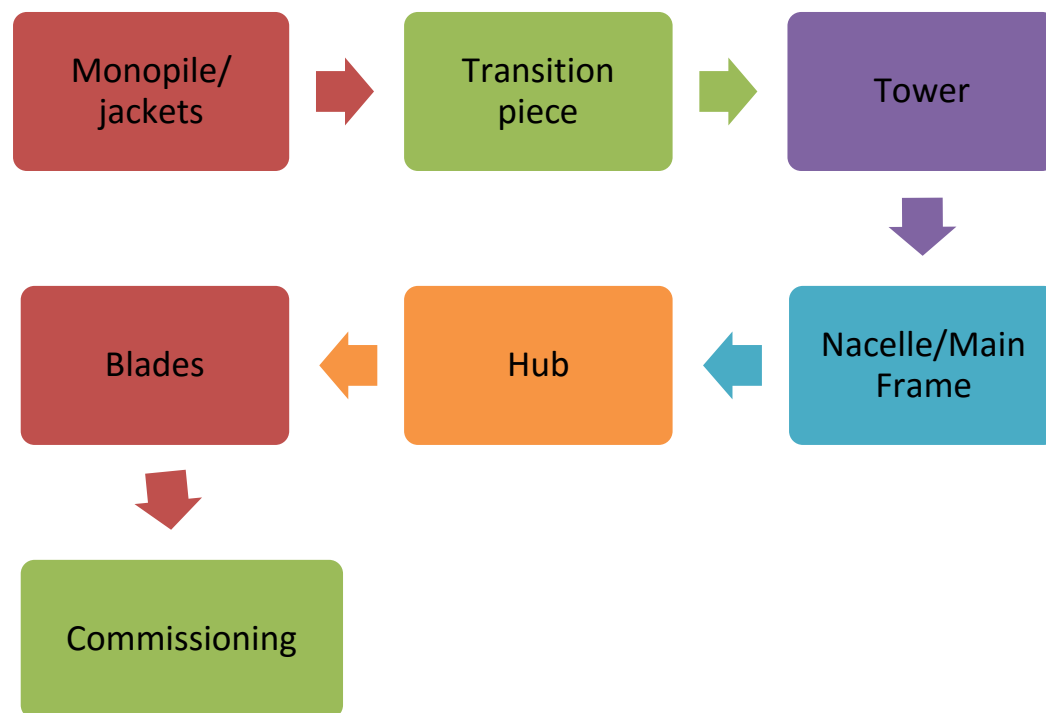 Monopile/
jackets
Transition
piece
Tower
Nacelle/Main
Frame
Hub
Blades
Commissioning